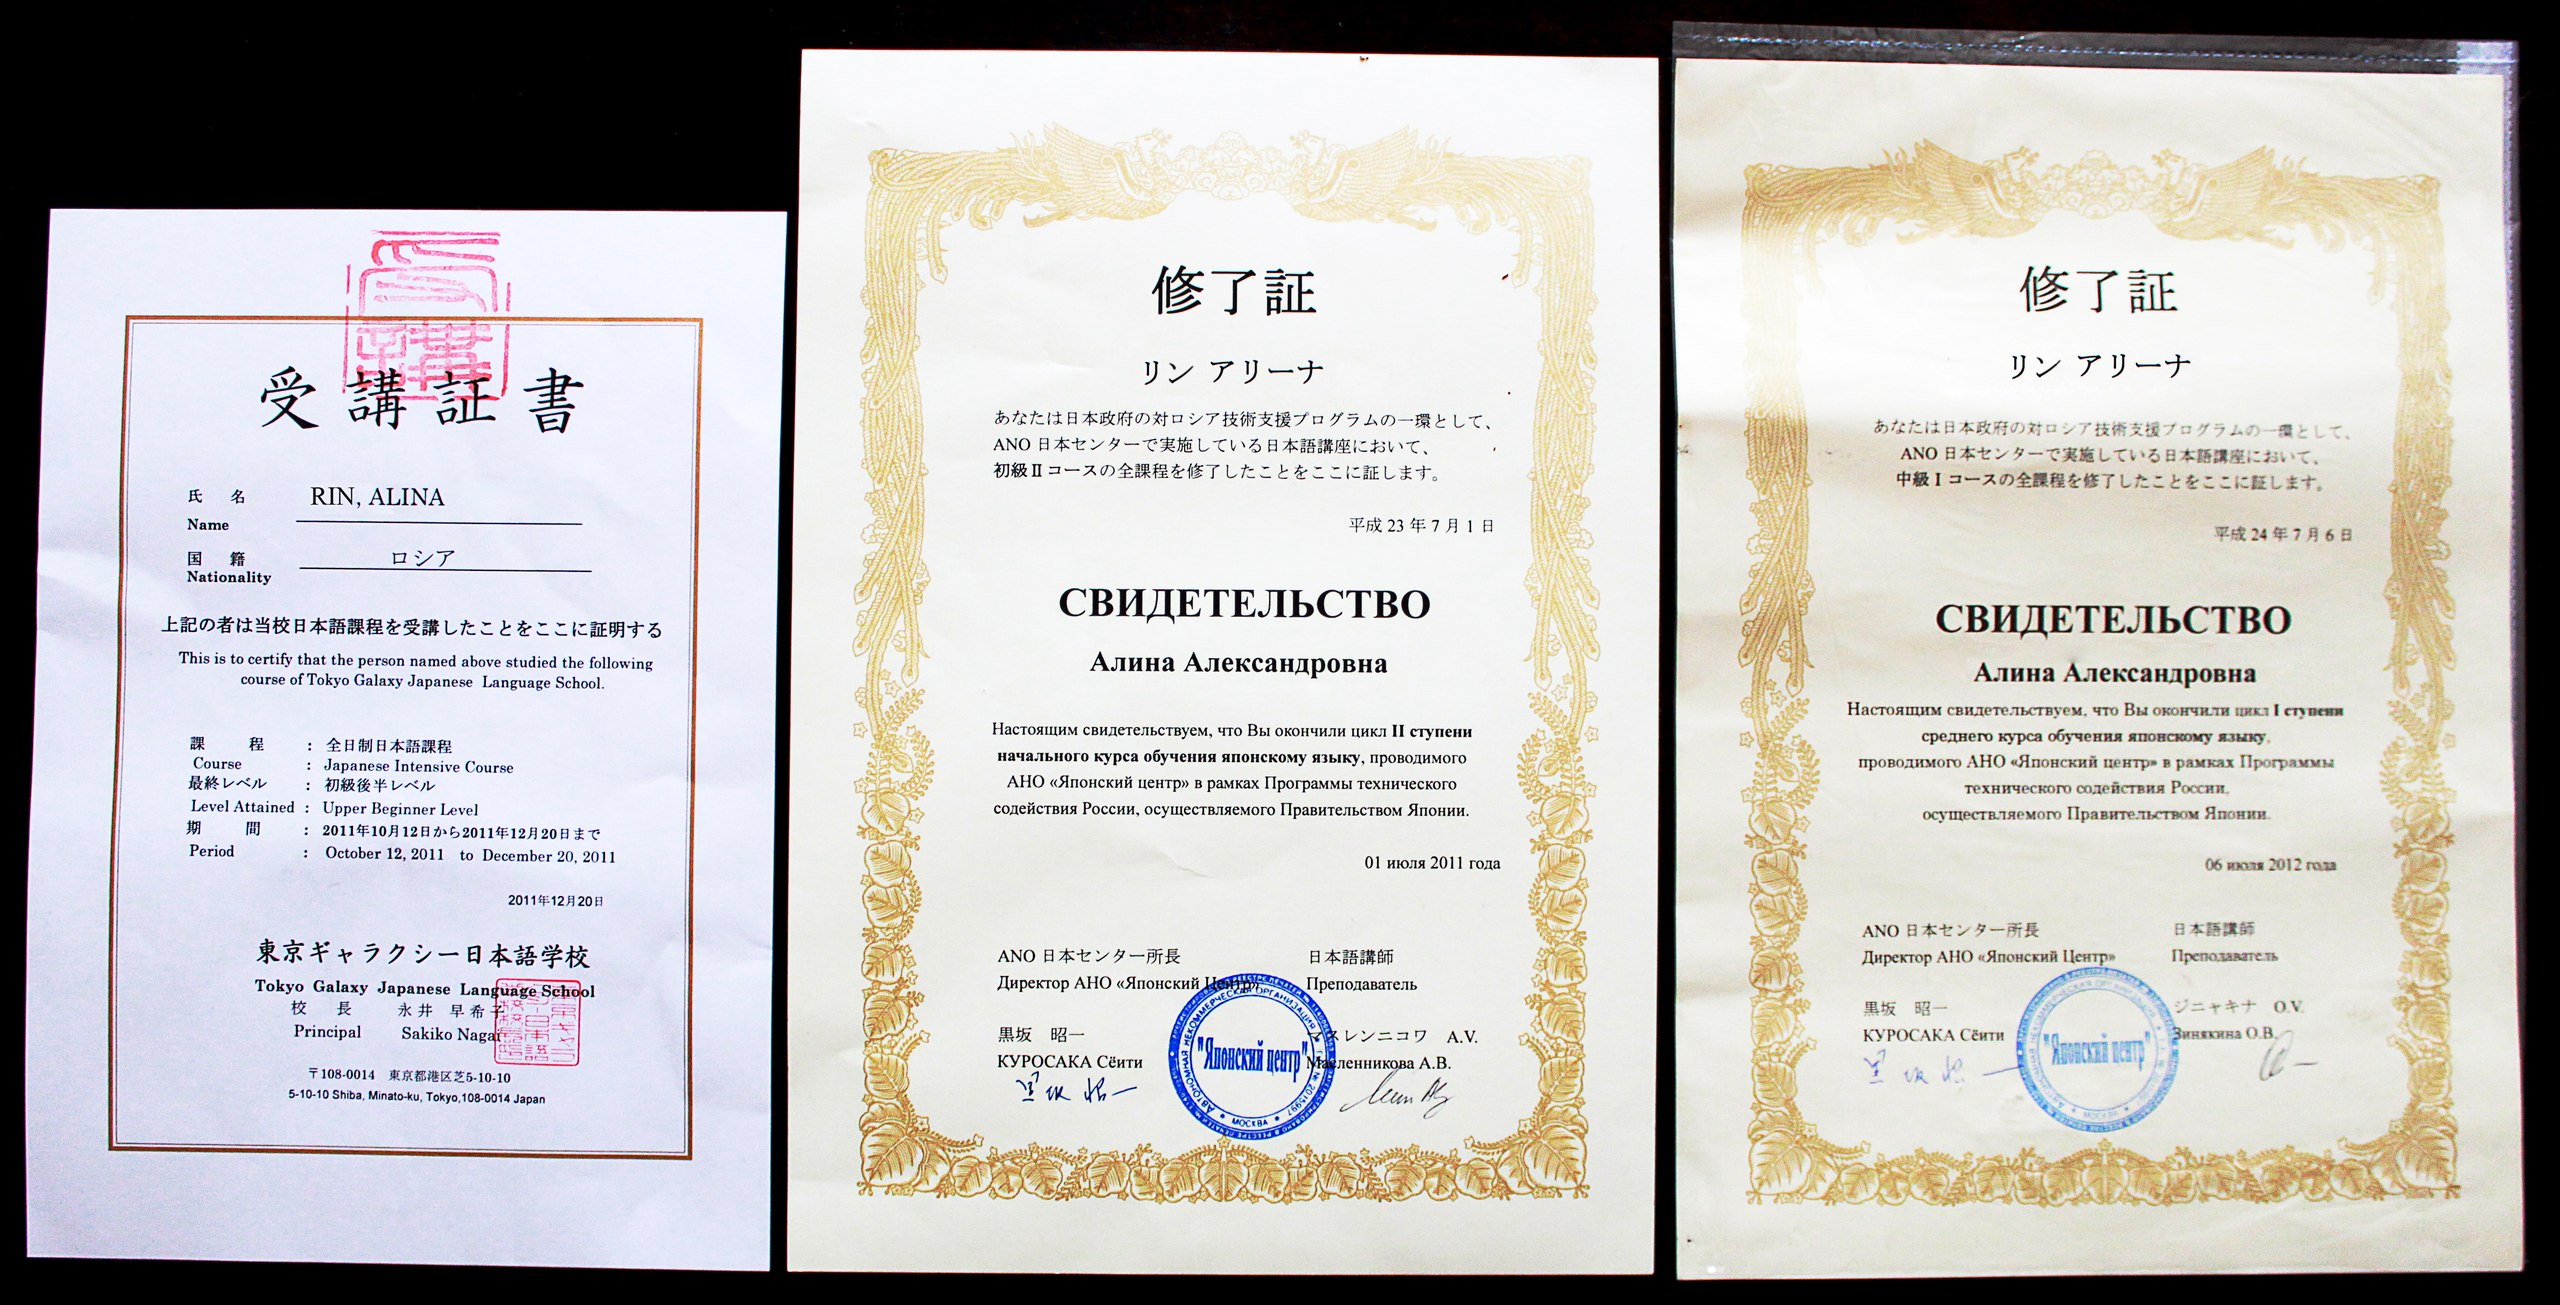 受講証書
氏 名 RIN, ALINA
Name
国 籍 ロシア
Nationality
上記の者は当校日本語課程を受講したことをここに証明する
This is to certify that the person named above studied the following
course of Tokyo Galaxy Japanese Language School.
課 程 : 全日制日本語課程
Course : Japanese Intensive Course
最終レベル : 初級後半レベル
Level Attained : Upper Beginner Level
期 間 : 2011年10月12日から2011年12月20日まで
Period : October 12, 2011 to December 20, 2011
2011年12月20日
東京ギャラクシー日本語学校
Tokyo Galaxy Japanese Language School
校 長 永井 早希子
Principal Sakiko Nagai
〒108-0014 東京都港区芝5-10-10
5-10-10 Shiba, Minato-ku, Tokyo,108-0014 Japan
修了証
リン アリーナ
あなたは日本政府の対ロシア技術支援プログラムの一環として、
ANO 日本センターで実施している日本語講座において、
初級Ⅱコースの全課程を修了したことをここに証します。
平成 23 年 7 月 1 日
СВИДЕТЕЛЬСТВО
Алина Александровна
Настоящим свидетельствуем, что Вы окончили цикл II ступени
начального курса обучения японскому языку, проводимого
АНО «Японский центр» в рамках Программы технического
содействия России, осуществляемого Правительством Японии.
01 июля 2011 года
ANO 日本センター所長 日本語講師
Директор АНО «Японский Центр» Преподаватель
黒坂 昭一 マスレンニコワ A.V.
КУРОСАКА Сёити Масленникова А.В.
"Японский центр"
АВТОНОМНАЯ НЕКОММЕРЧЕСКАЯ ОРГАНИЗАЦИЯ
МОСКВА
修了証
リン アリーナ
あなたは日本政府の対ロシア技術支援プログラムの一環として、
ANO 日本センターで実施している日本語講座において、
中級Ⅰコースの全課程を修了したことをここに証します。
平成 24 年 7 月 6 日
СВИДЕТЕЛЬСТВО
Алина Александровна
Настоящим свидетельствуем, что Вы окончили цикл I ступени
среднего курса обучения японскому языку,
проводимого АНО «Японский центр» в рамках Программы
технического содействия России,
осуществляемого Правительством Японии.
06 июля 2012 года
ANO 日本センター所長 日本語講師
Директор АНО «Японский Центр» Преподаватель
黒坂 昭一 ジニャキナ O.V.
КУРОСАКА Сёити Зинякина О.В.
"Японский центр"
МОСКВА